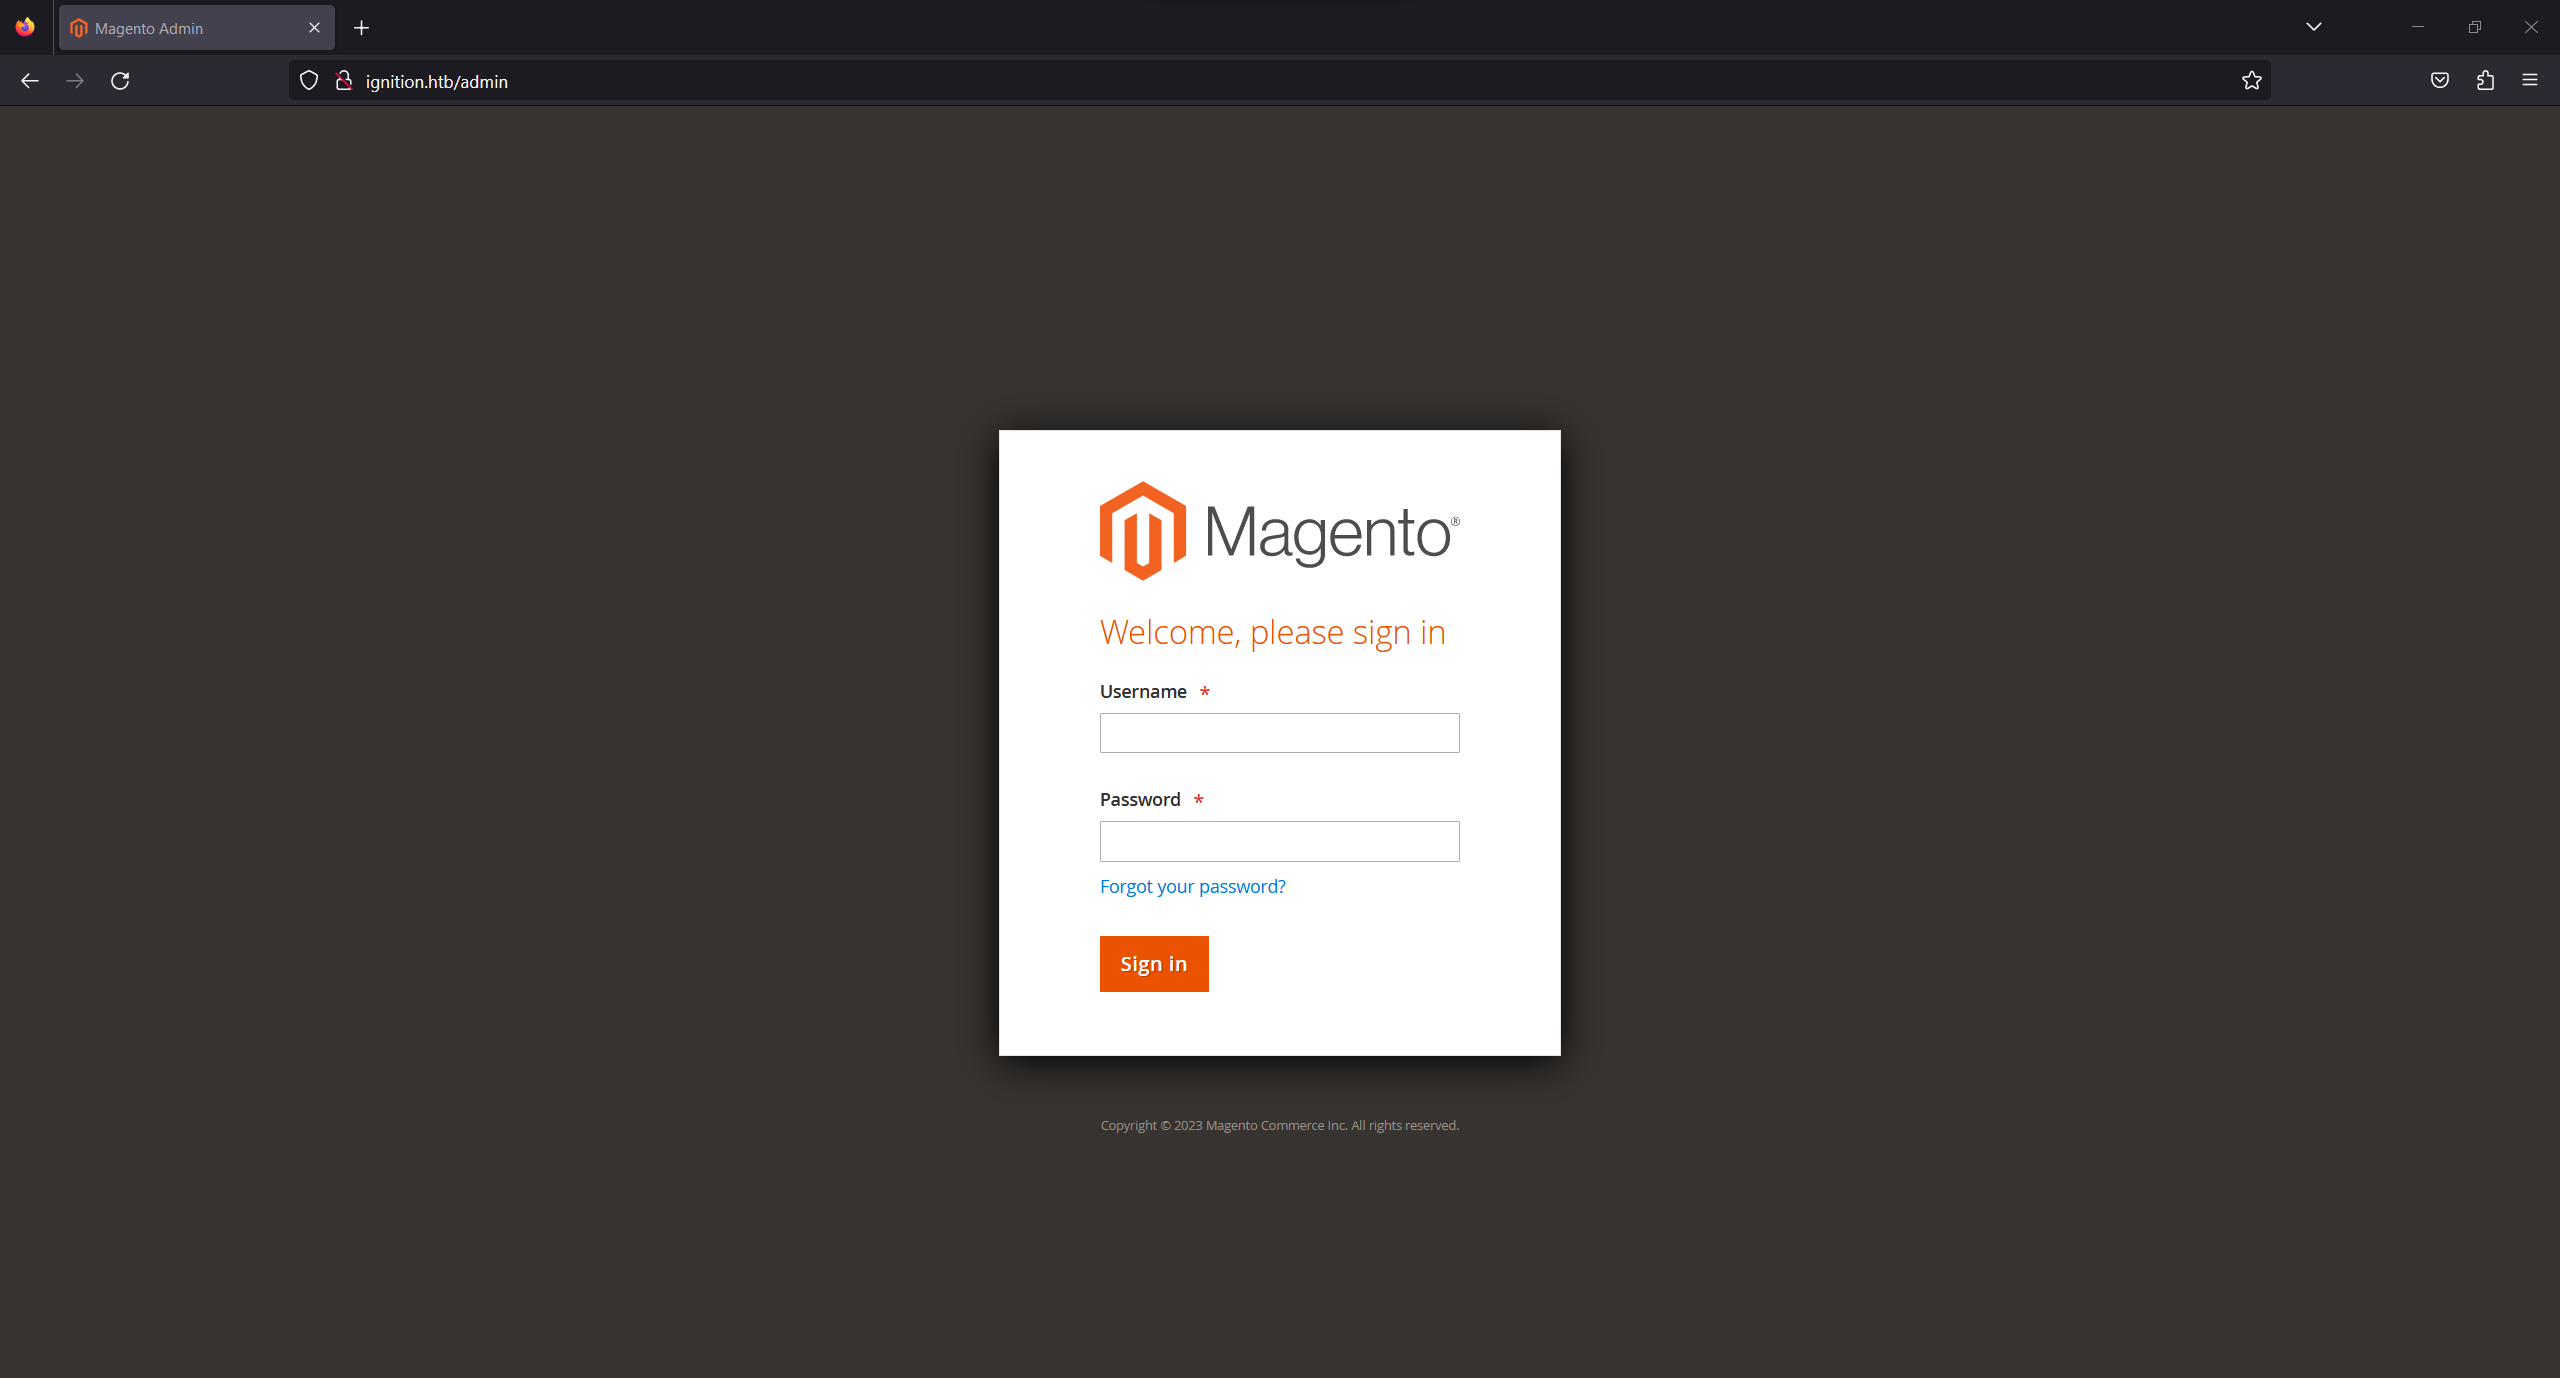 Magento Admin
ignition.htb/admin
Magento®
Welcome, please sign in
Username *
Password *
Forgot your password?
Sign in
Copyright © 2023 Magento Commerce Inc. All rights reserved.